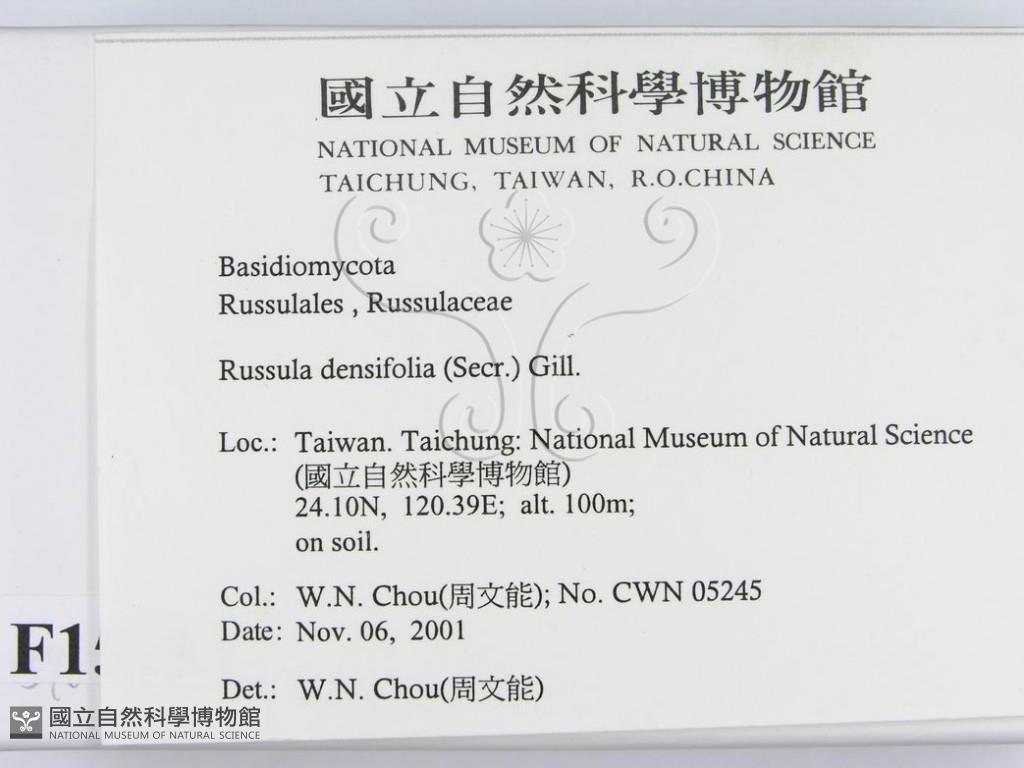 國立自然科學博物館
NATIONAL MUSEUM OF NATURAL SCIENCE
TAICHUNG, TAIWAN, R.O.CHINA
Basidiomycota
Russulales , Russulaceae
Russula densifolia (Secr.) Gill.
Loc.: Taiwan. Taichung: National Museum of Natural Science
(國立自然科學博物館)
24.10N, 120.39E; alt. 100m;
on soil.
Col.: W.N. Chou(周文能); No. CWN 05245
Date: Nov. 06, 2001
Det.: W.N. Chou(周文能)
國立自然科學博物館
NATIONAL MUSEUM OF NATURAL SCIENCE